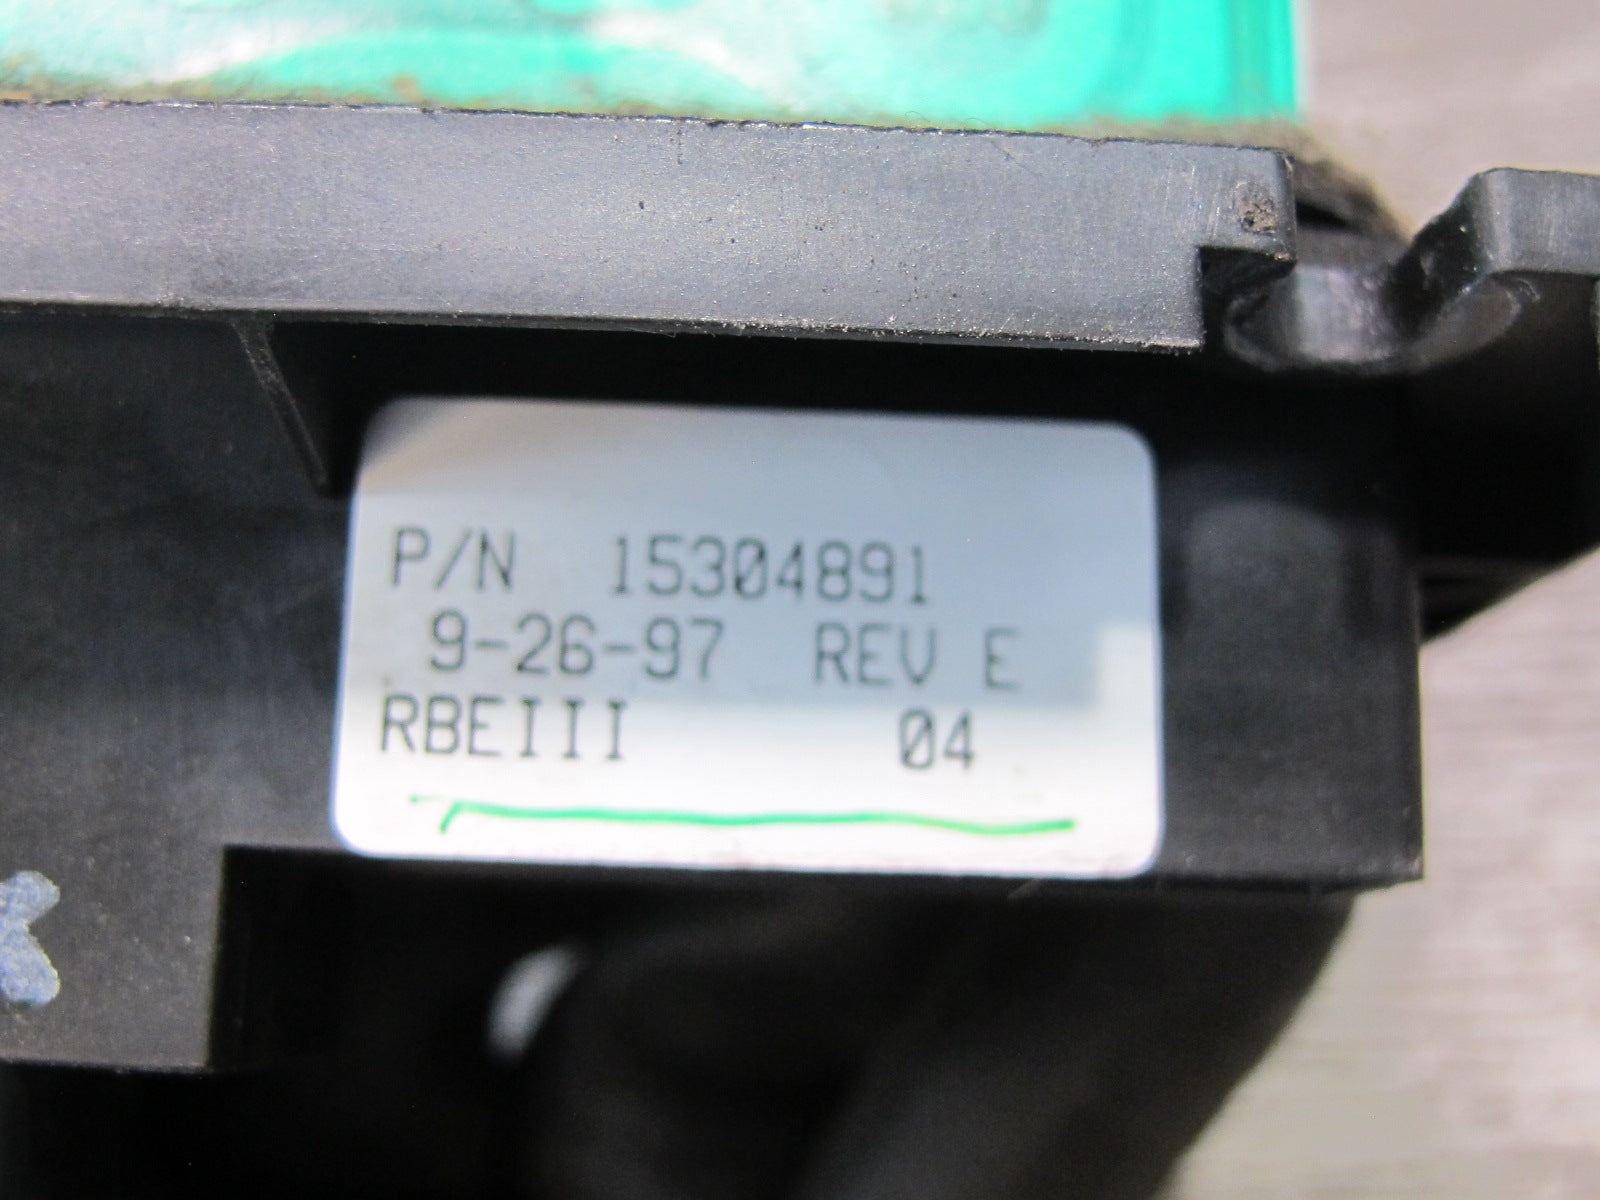 P/N 15304891
9-26-97 REV E
RBEIII 04